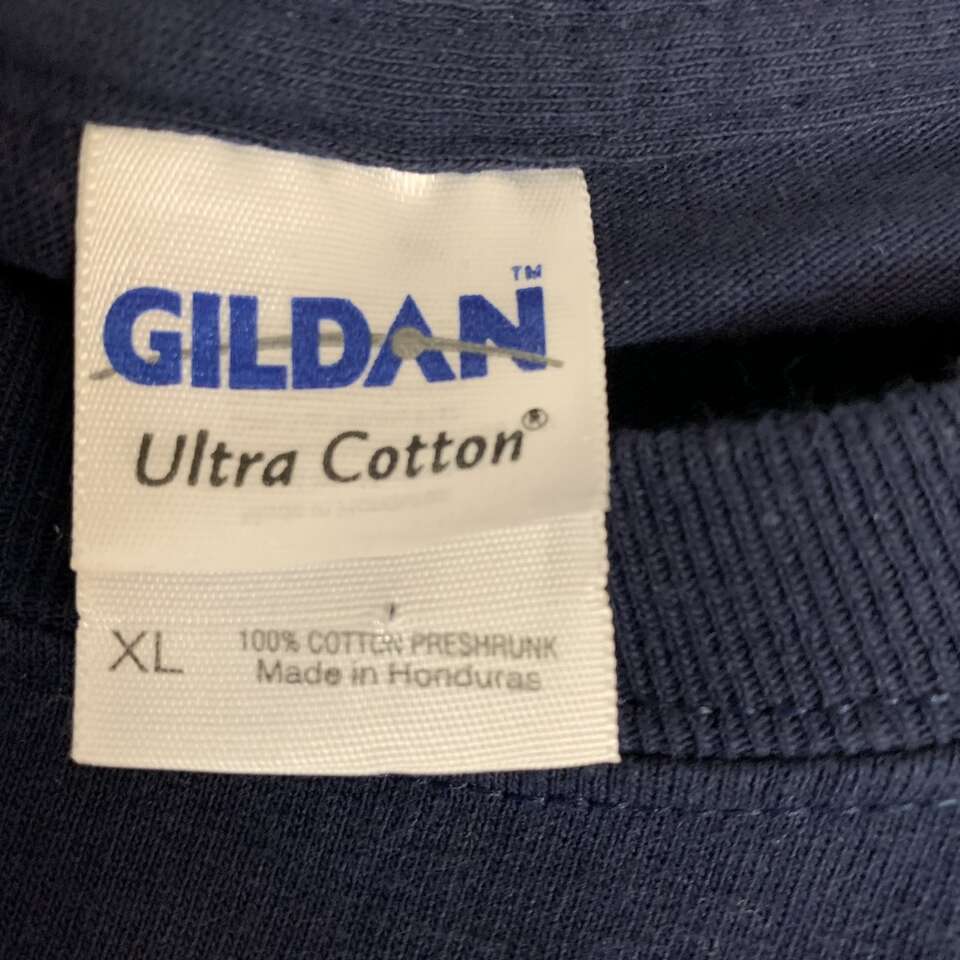 GILDAN™
Ultra Cotton®
XL
100% COTTON PRESHRUNK
Made in Honduras